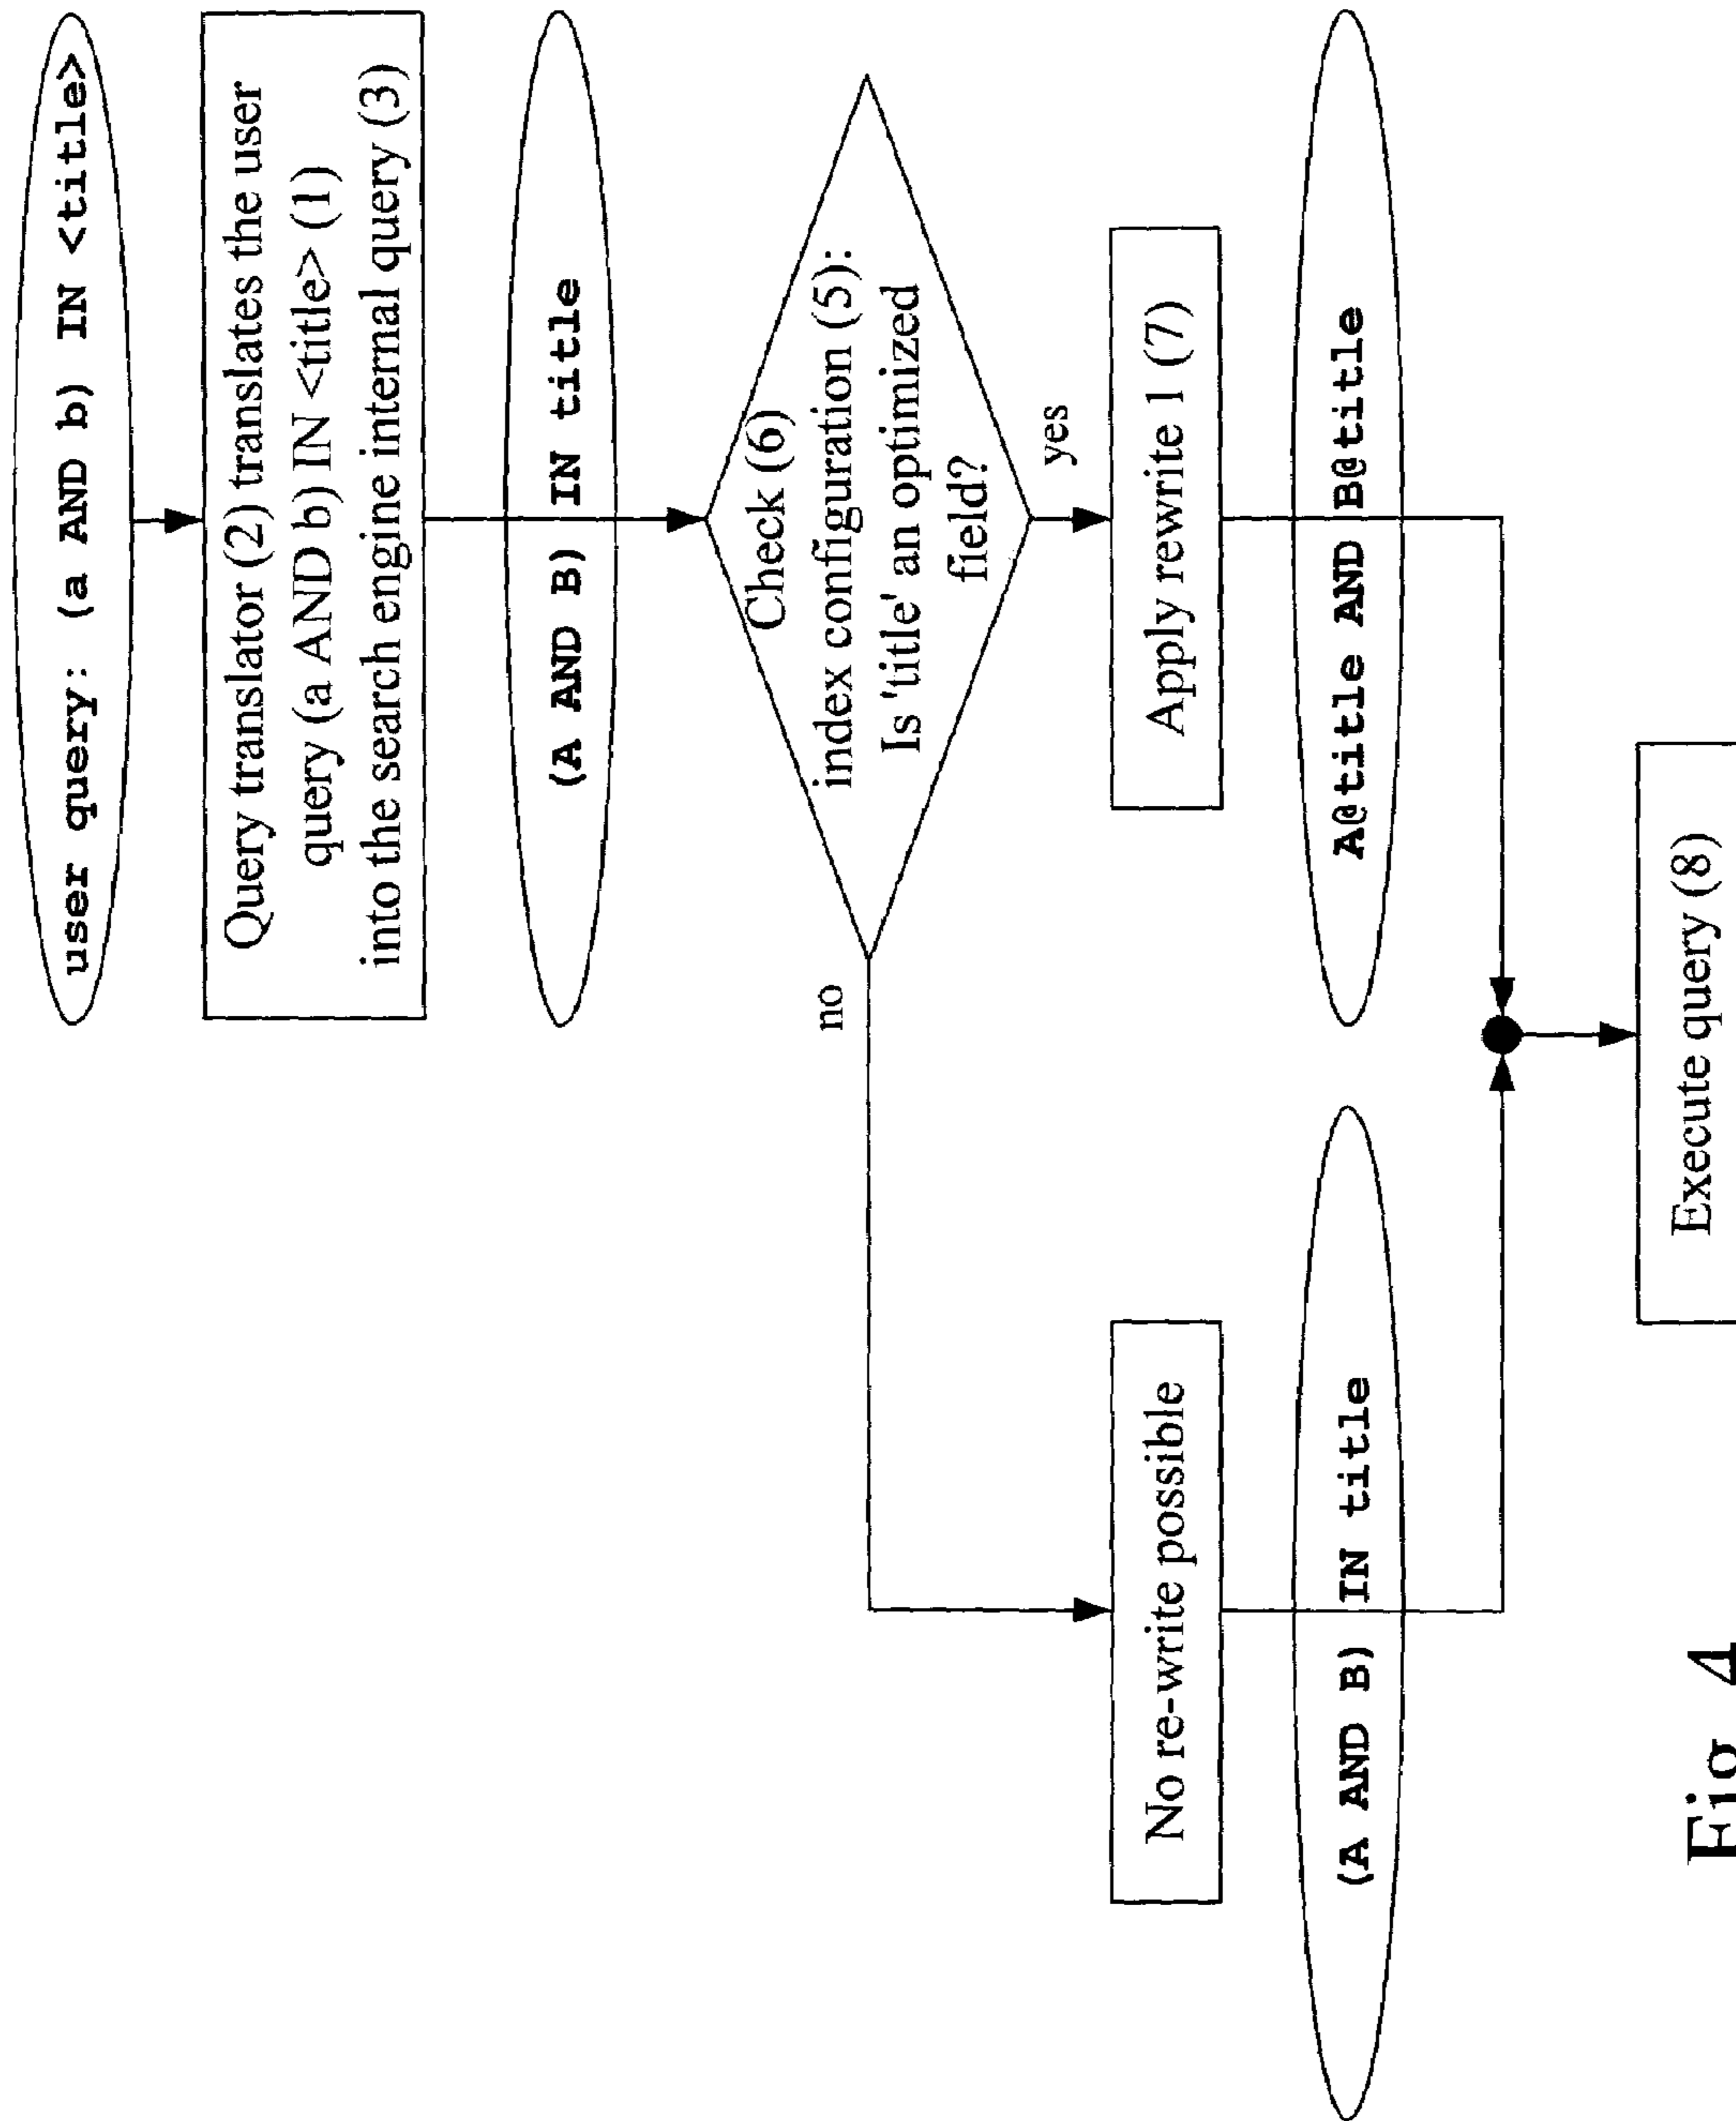 user query: (a AND b) IN <title>
Query translator (2) translates the user
query (a AND b) IN <title> (1)
into the search engine internal query (3)
(A AND B) IN title
Check (6)
index configuration (5):
Is 'title' an optimized
field?
no
yes
No re-write possible
Apply rewrite 1 (7)
(A AND B) IN title
A@title AND B@title
Execute query (8)
Fig. 4